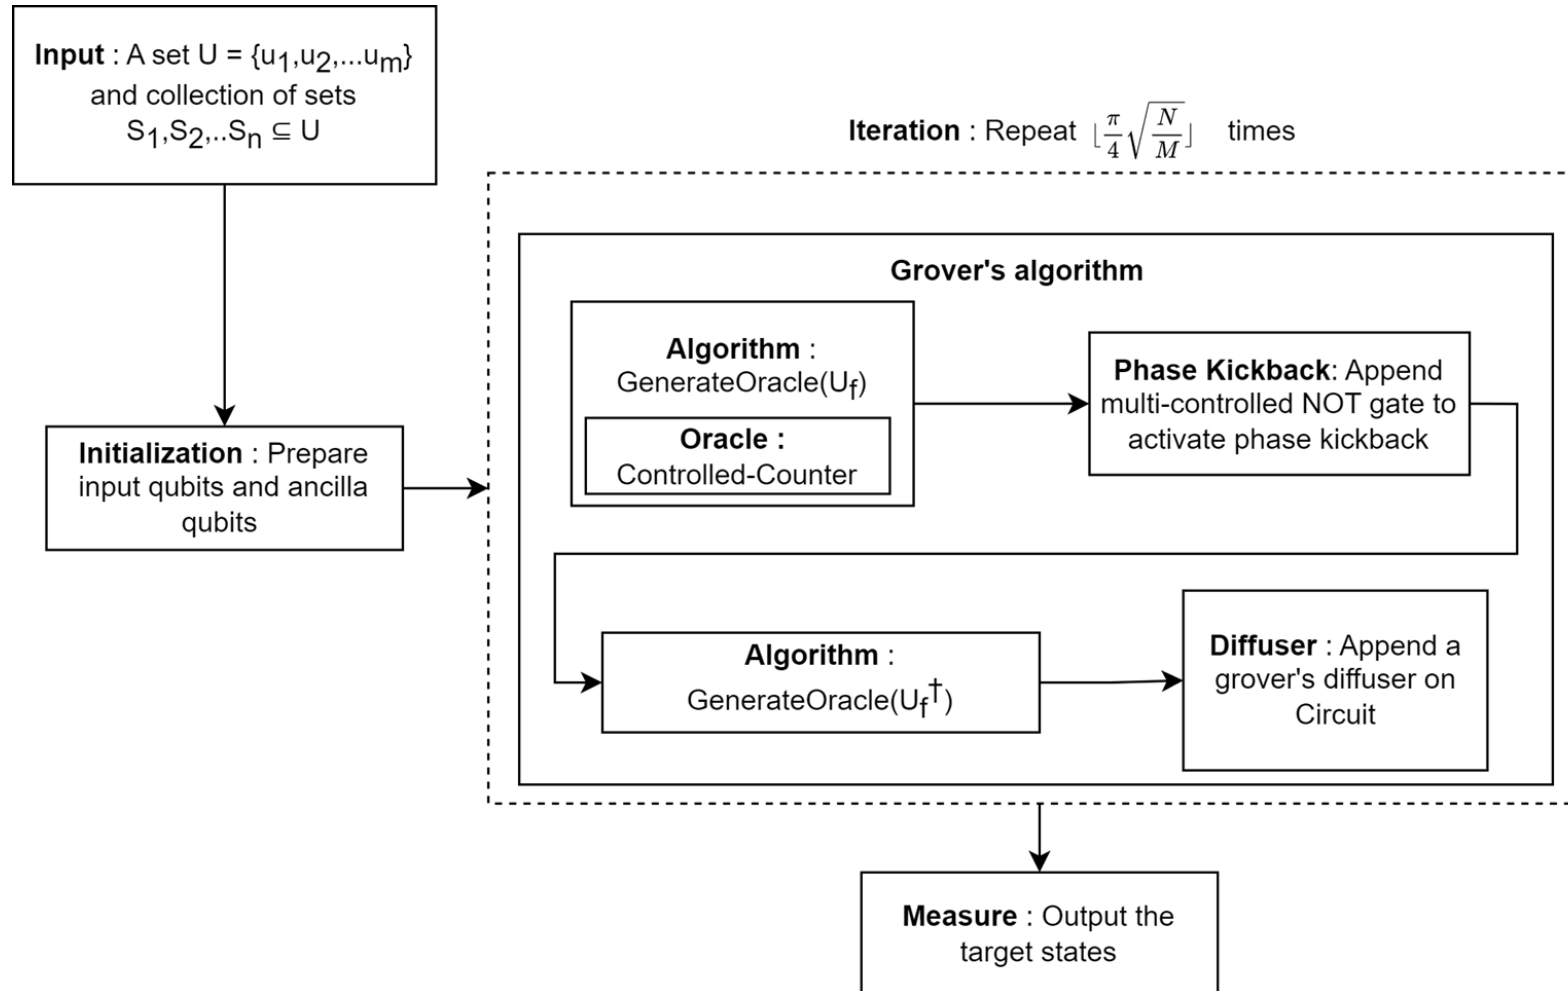 Input : A set U = {u₁,u₂,...uₘ}
and collection of sets
S₁,S₂,..Sₙ ⊆ U
Iteration : Repeat ⌊π/4 √(N/M)⌋ times
Grover's algorithm
Algorithm :
GenerateOracle(U_f)
Oracle :
Controlled-Counter
Phase Kickback: Append
multi-controlled NOT gate to
activate phase kickback
Initialization : Prepare
input qubits and ancilla
qubits
Algorithm :
GenerateOracle(U_f†)
Diffuser : Append a
grover's diffuser on
Circuit
Measure : Output the
target states